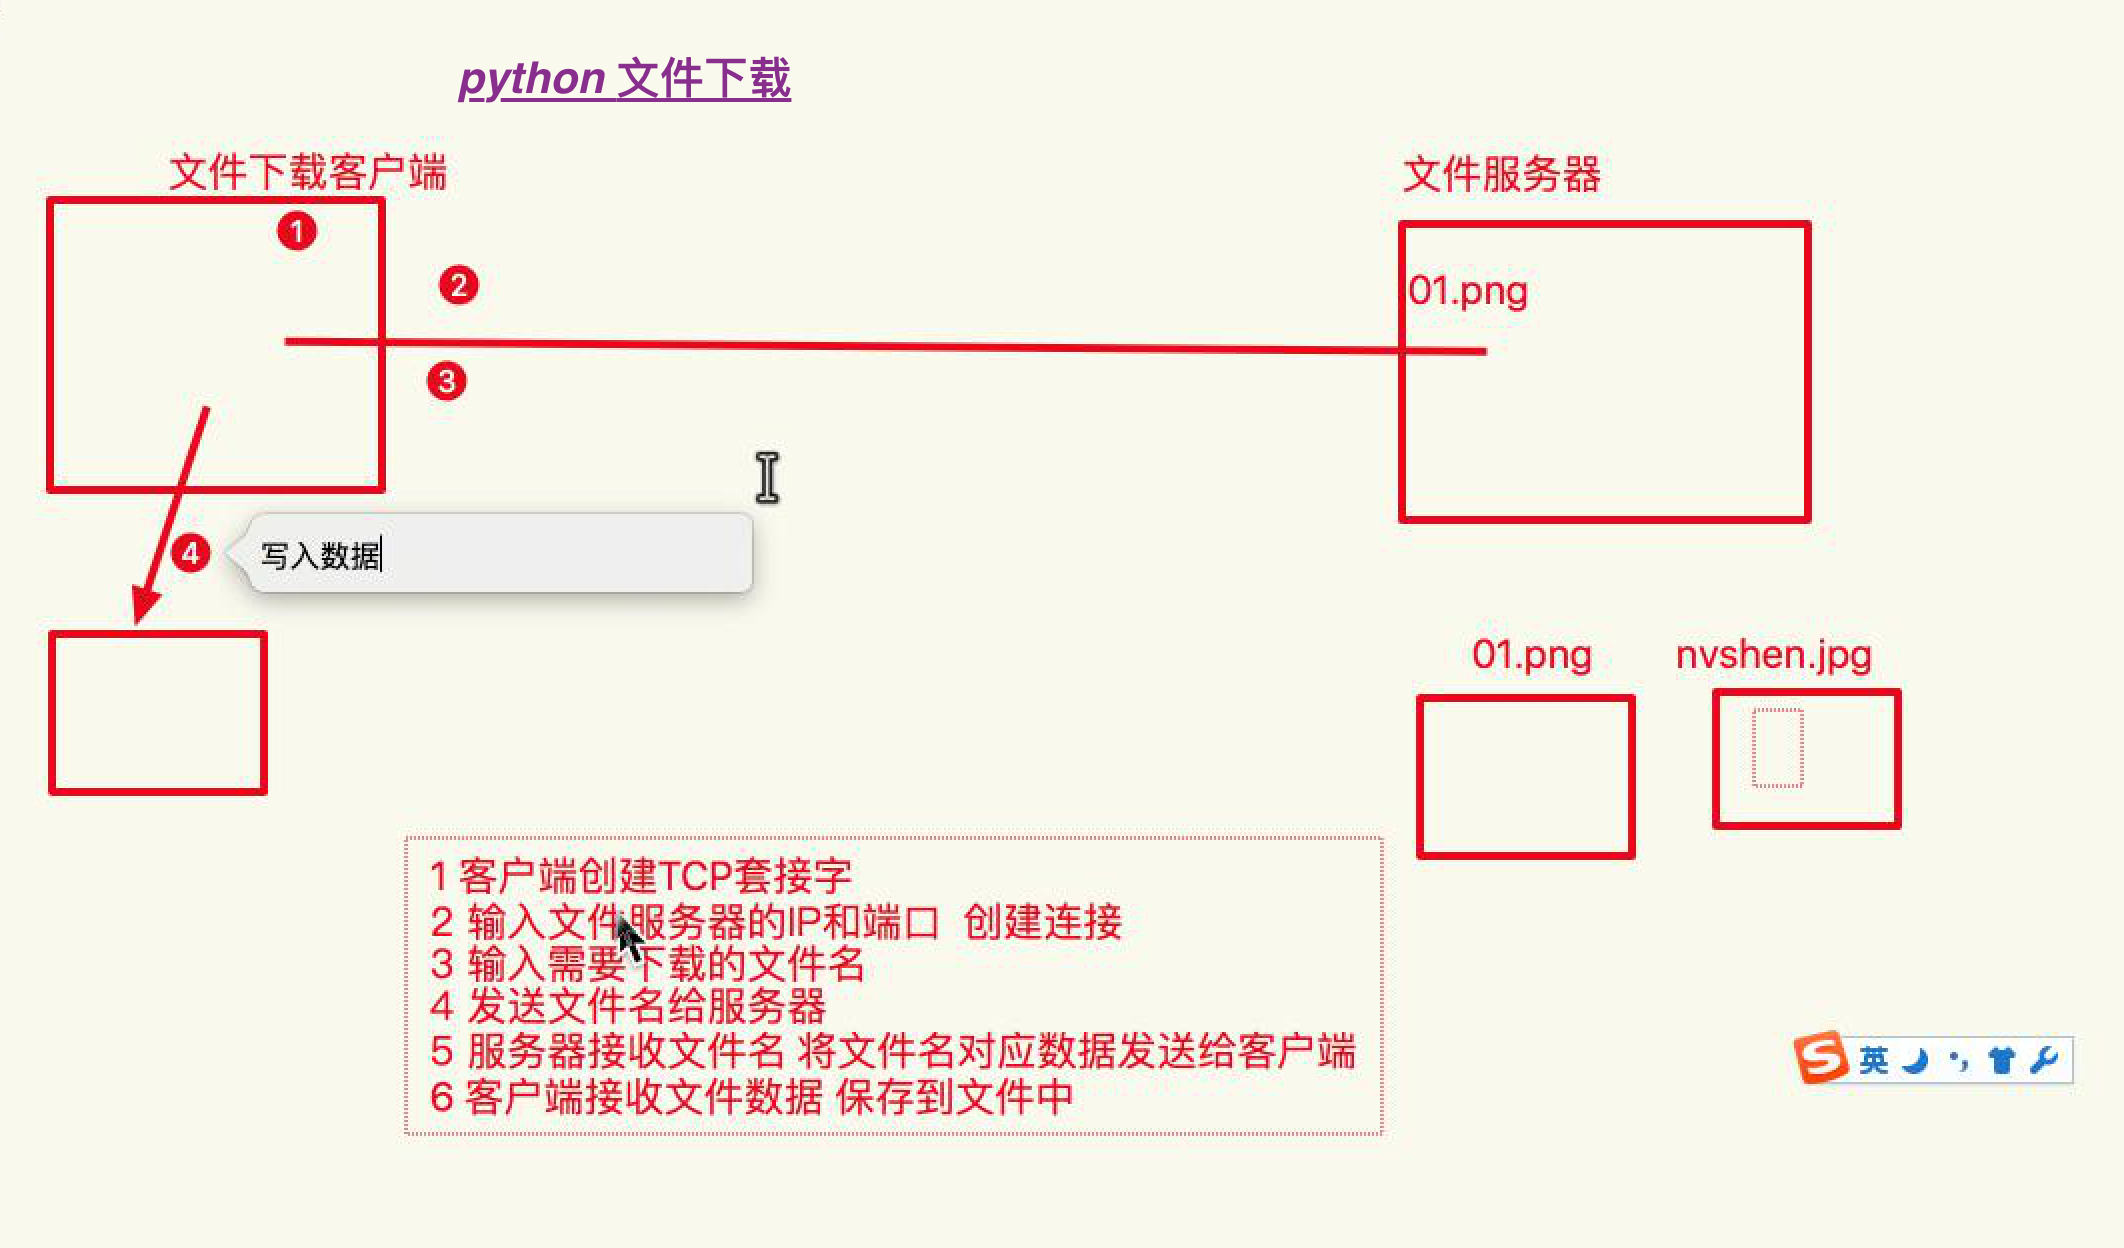 python 文件下载
文件下载客户端
文件服务器
1
2
01.png
3
4
写入数据
01.png
nvshen.jpg
1 客户端创建TCP套接字
2 输入文件服务器的IP和端口 创建连接
3 输入需要下载的文件名
4 发送文件名给服务器
5 服务器接收文件名 将文件名对应数据发送给客户端
6 客户端接收文件数据 保存到文件中
S 英